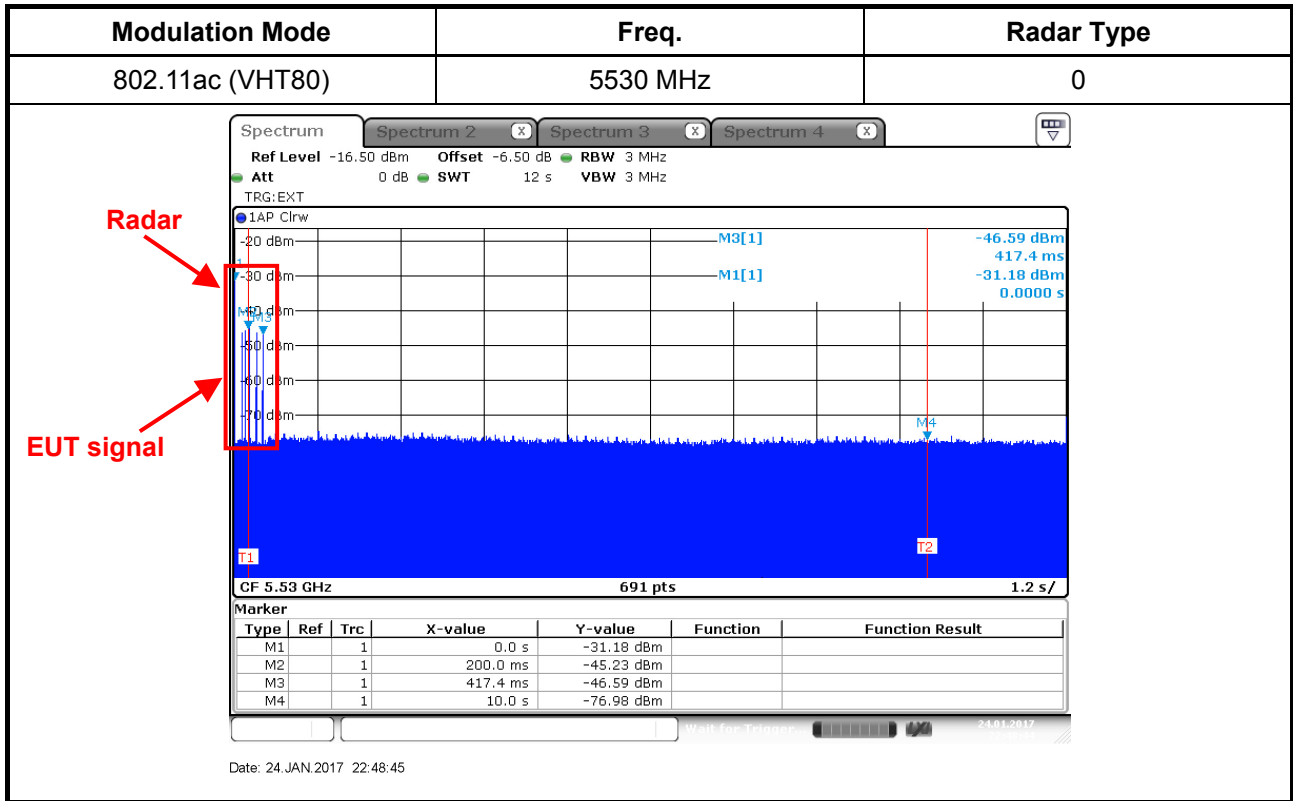 Modulation Mode Freq. Radar Type
802.11ac (VHT80) 5530 MHz 0
Spectrum Spectrum 2 X Spectrum 3 X Spectrum 4 X
Ref Level -16.50 dBm Offset -6.50 dB RBW 3 MHz
Att 0 dB SWT 12 s VBW 3 MHz
TRG:EXT
1AP Clrw
Radar
-20 dBm M3[1] -46.59 dBm
417.4 ms
-30 dBm M1[1] -31.18 dBm
0.0000 s
M3
-50 dBm
-60 dBm
-70 dBm
M4
EUT signal
T1 T2
CF 5.53 GHz 691 pts 1.2 s/
Marker
Type Ref Trc X-value Y-value Function Function Result
M1 1 0.0 s -31.18 dBm
M2 1 200.0 ms -45.23 dBm
M3 1 417.4 ms -46.59 dBm
M4 1 10.0 s -76.98 dBm
Wait for Trigger... 24.01.2017
Date: 24.JAN.2017 22:48:45